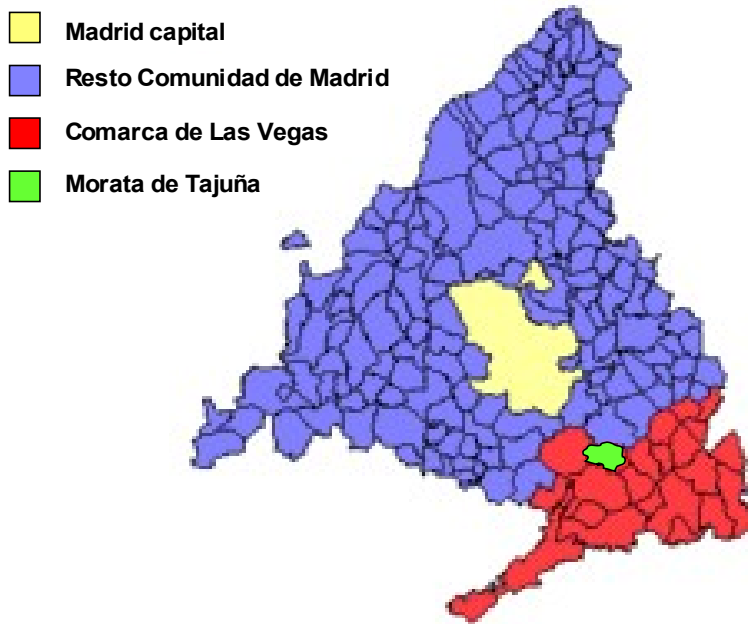 Madrid capital
Resto Comunidad de Madrid
Comarca de Las Vegas
Morata de Tajuña